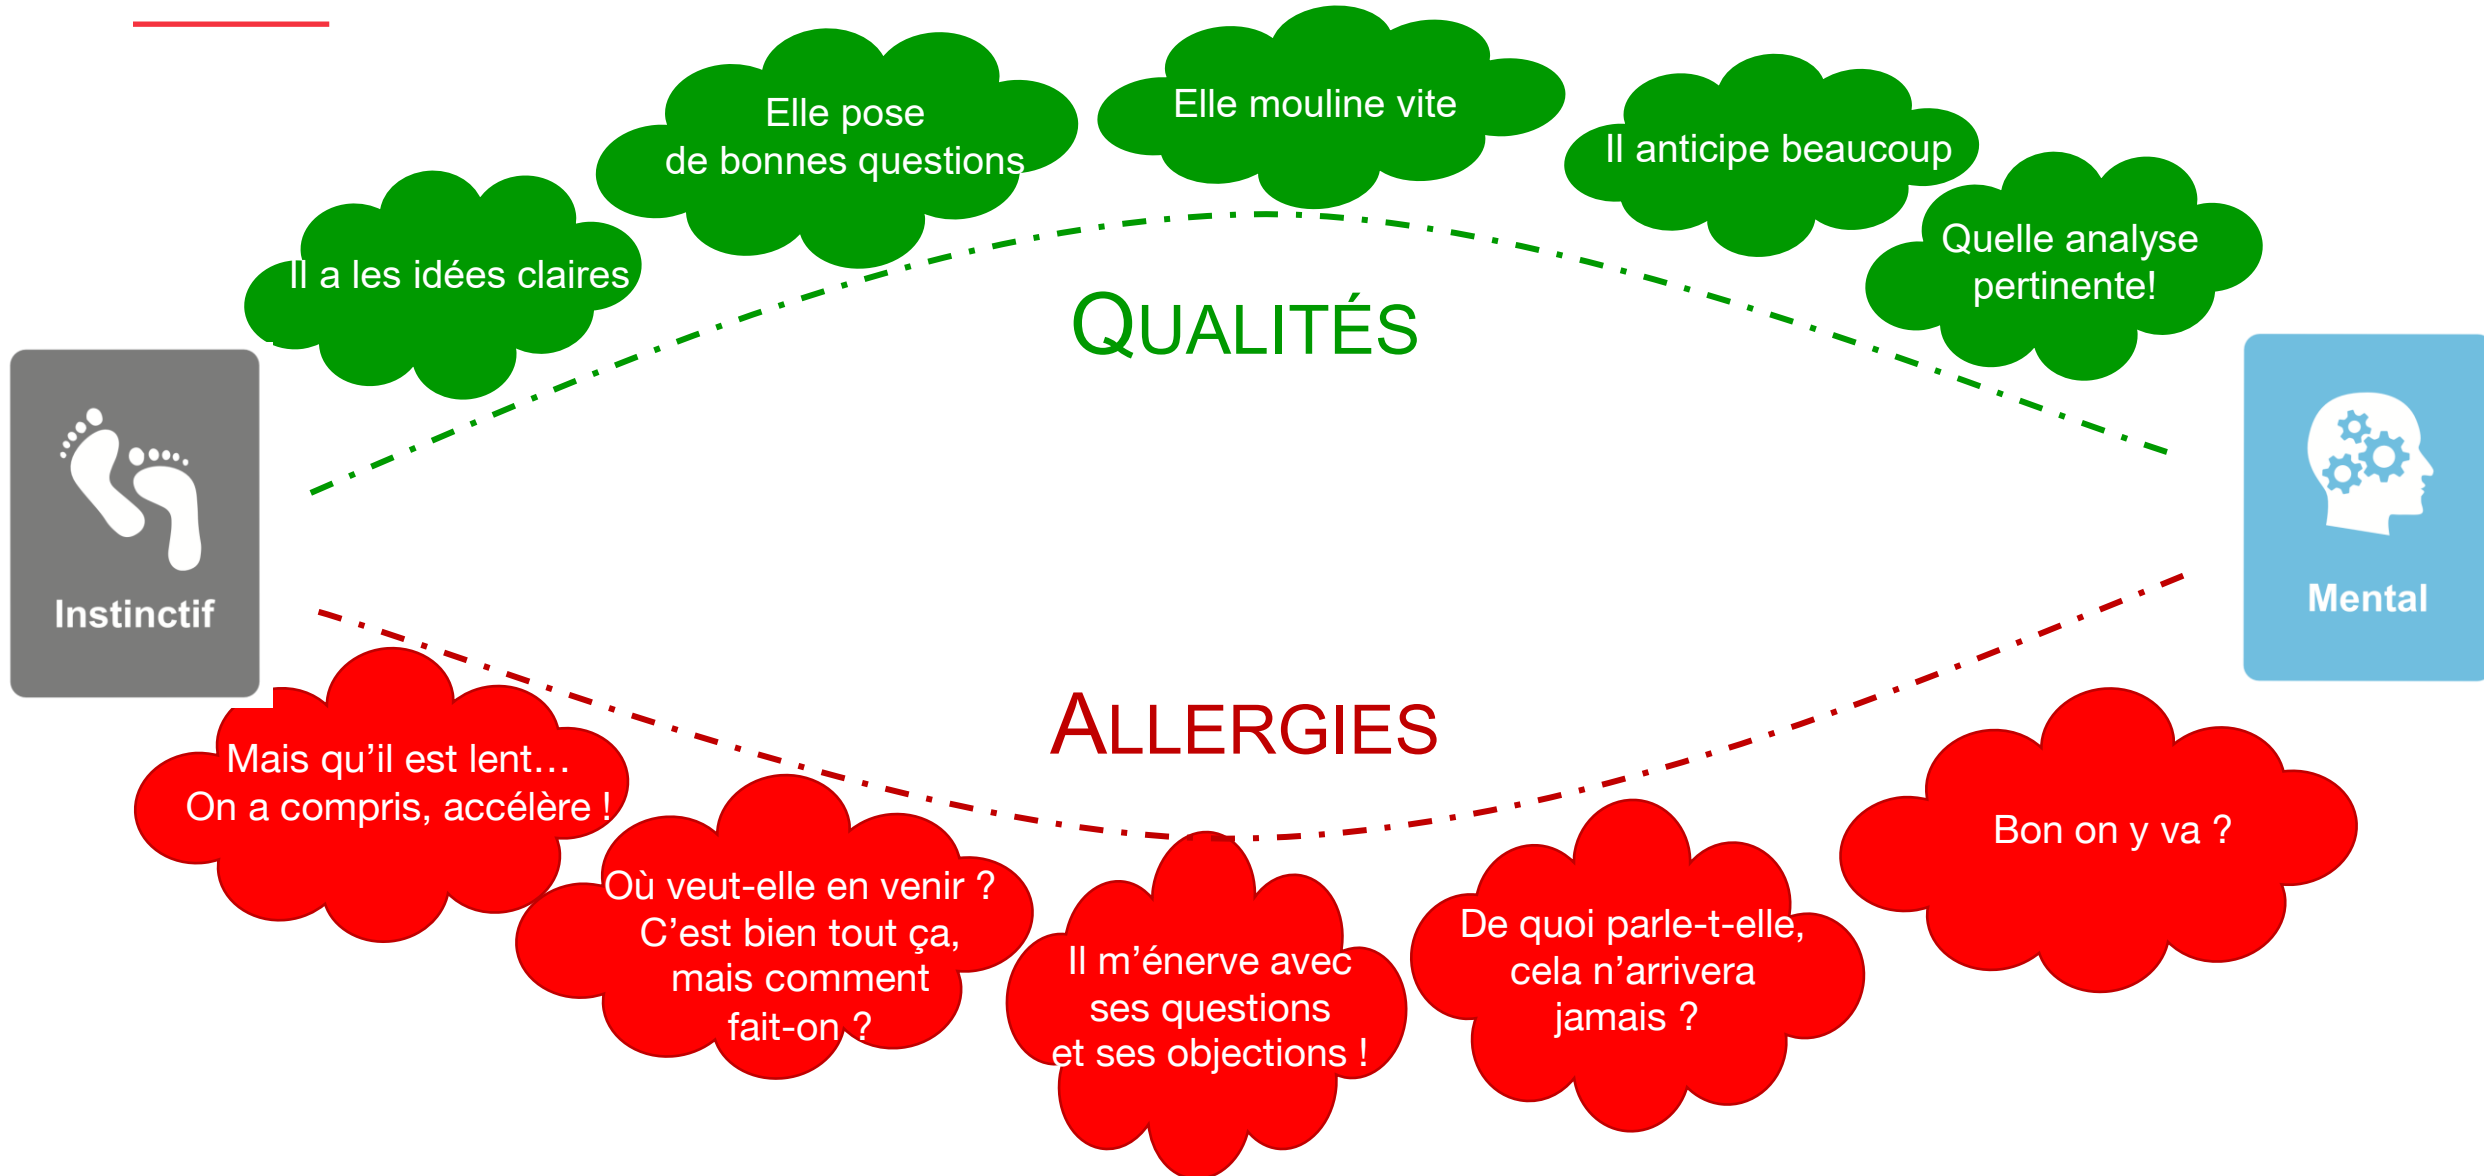 Il a les idées claires
Elle pose
de bonnes questions
Elle mouline vite
Il anticipe beaucoup
Quelle analyse
pertinente!
QUALITÉS
Instinctif
Mental
ALLERGIES
Mais qu’il est lent…
On a compris, accélère !
Où veut-elle en venir ?
C’est bien tout ça,
mais comment
fait-on ?
Il m’énerve avec
ses questions
et ses objections !
De quoi parle-t-elle,
cela n’arrivera
jamais ?
Bon on y va ?